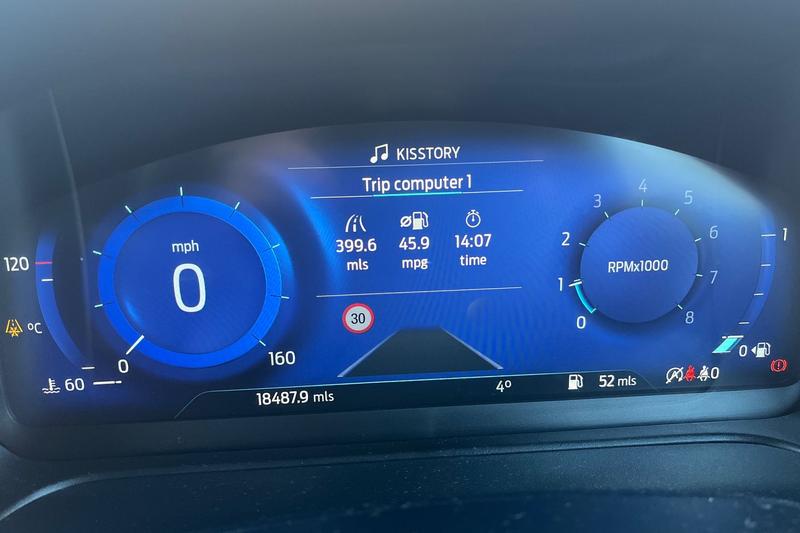 KISSTORY
Trip computer 1
399.6 45.9 14:07
mls mpg time
mph
0
0
160
120
60
°C
30
RPMx1000
0
1
2
3
4
5
6
7
8
1
0
18487.9 mls
4°
52 mls
0